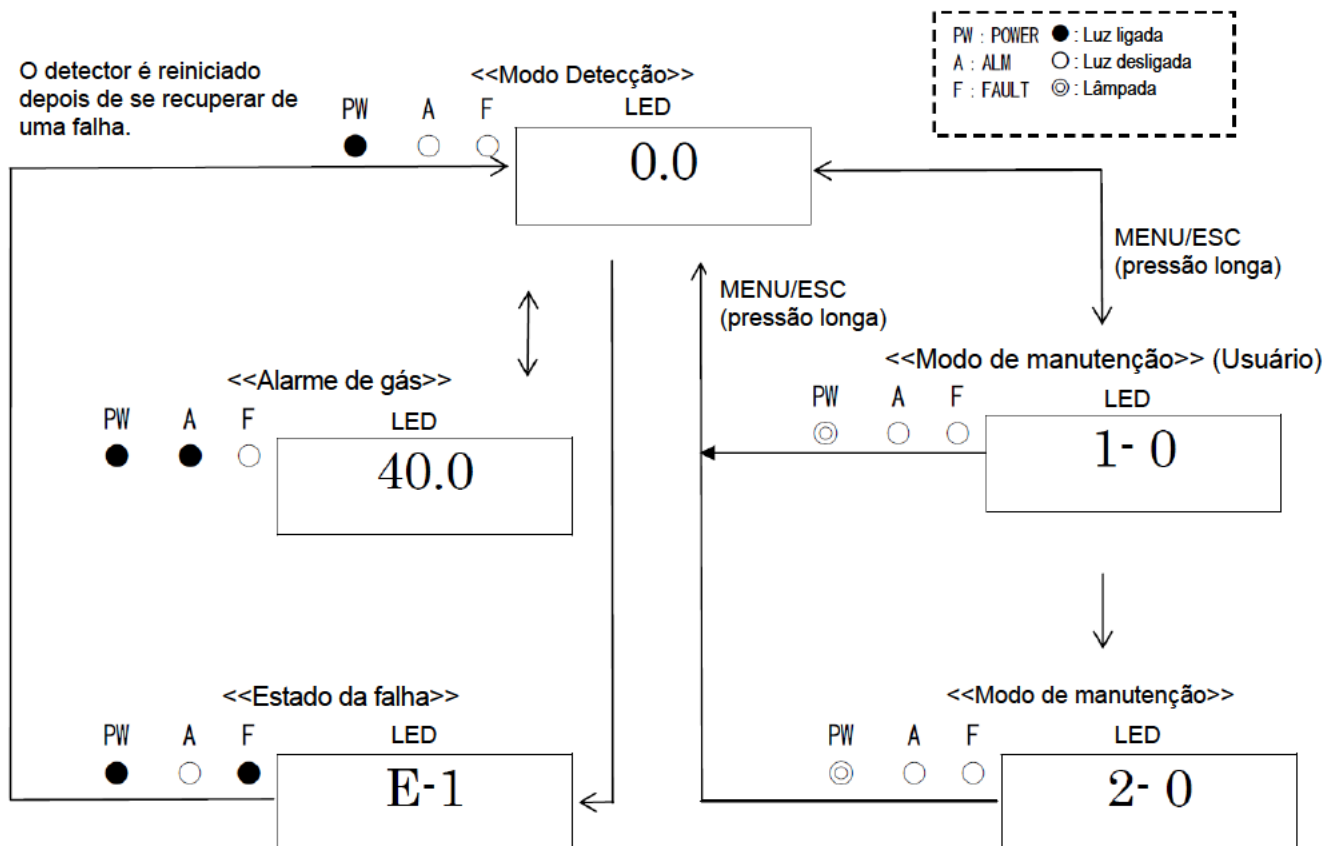 PW : POWER ● : Luz ligada
A : ALM ○ : Luz desligada
F : FAULT ◎ : Lâmpada
O detector é reiniciado
depois de se recuperar de
uma falha.
<<Modo Detecção>>
PW A F LED
0.0
MENU/ESC
(pressão longa)
MENU/ESC
(pressão longa)
<<Alarme de gás>>
PW A F LED
40.0
<<Modo de manutenção>> (Usuário)
PW A F LED
1- 0
<<Estado da falha>>
PW A F LED
E-1
<<Modo de manutenção>>
PW A F LED
2- 0